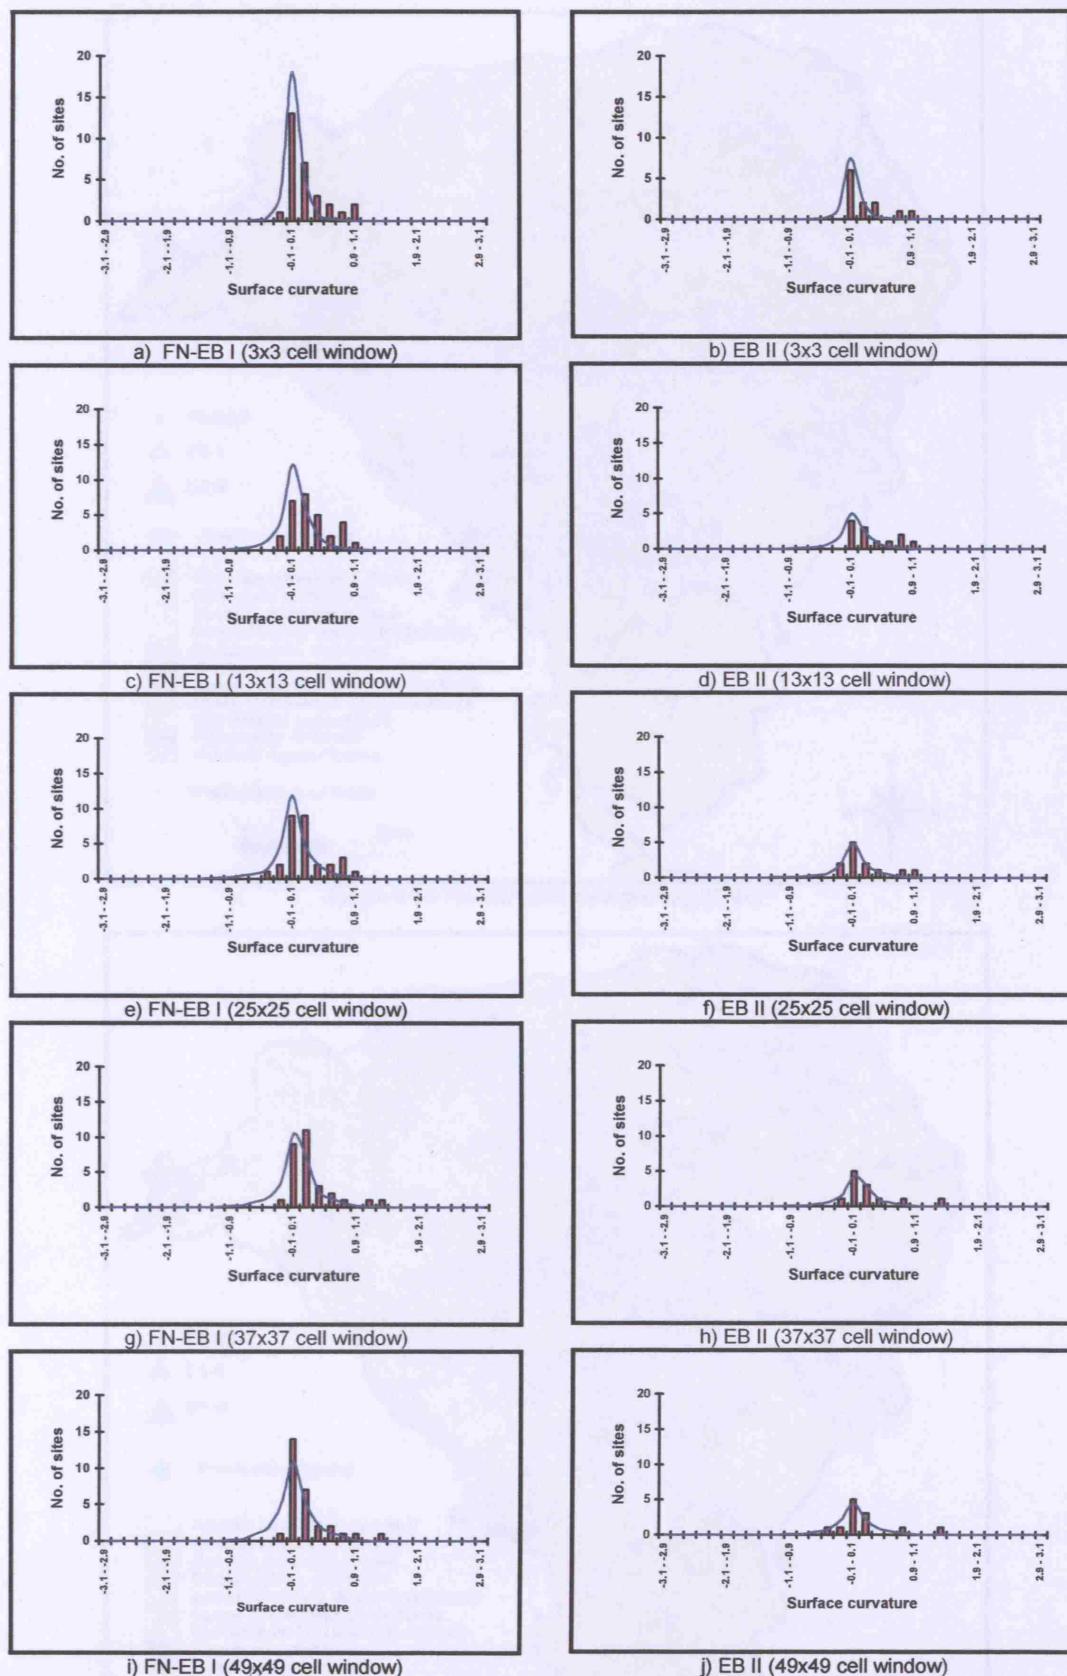 20
15
10
5
0
No. of sites
-3.1 - -2.9
-2.1 - -1.9
-1.1 - -0.9
-0.1 - 0.1
0.9 - 1.1
1.9 - 2.1
2.9 - 3.1
Surface curvature
a) FN-EB I (3x3 cell window)
20
15
10
5
0
No. of sites
-3.1 - -2.9
-2.1 - -1.9
-1.1 - -0.9
-0.1 - 0.1
0.9 - 1.1
1.9 - 2.1
2.9 - 3.1
Surface curvature
b) EB II (3x3 cell window)
20
15
10
5
0
No. of sites
-3.1 - -2.9
-2.1 - -1.9
-1.1 - -0.9
-0.1 - 0.1
0.9 - 1.1
1.9 - 2.1
2.9 - 3.1
Surface curvature
c) FN-EB I (13x13 cell window)
20
15
10
5
0
No. of sites
-3.1 - -2.9
-2.1 - -1.9
-1.1 - -0.9
-0.1 - 0.1
0.9 - 1.1
1.9 - 2.1
2.9 - 3.1
Surface curvature
d) EB II (13x13 cell window)
20
15
10
5
0
No. of sites
-3.1 - -2.9
-2.1 - -1.9
-1.1 - -0.9
-0.1 - 0.1
0.9 - 1.1
1.9 - 2.1
2.9 - 3.1
Surface curvature
e) FN-EB I (25x25 cell window)
20
15
10
5
0
No. of sites
-3.1 - -2.9
-2.1 - -1.9
-1.1 - -0.9
-0.1 - 0.1
0.9 - 1.1
1.9 - 2.1
2.9 - 3.1
Surface curvature
f) EB II (25x25 cell window)
20
15
10
5
0
No. of sites
-3.1 - -2.9
-2.1 - -1.9
-1.1 - -0.9
-0.1 - 0.1
0.9 - 1.1
1.9 - 2.1
2.9 - 3.1
Surface curvature
g) FN-EB I (37x37 cell window)
20
15
10
5
0
No. of sites
-3.1 - -2.9
-2.1 - -1.9
-1.1 - -0.9
-0.1 - 0.1
0.9 - 1.1
1.9 - 2.1
2.9 - 3.1
Surface curvature
h) EB II (37x37 cell window)
20
15
10
5
0
No. of sites
-3.1 - -2.9
-2.1 - -1.9
-1.1 - -0.9
-0.1 - 0.1
0.9 - 1.1
1.9 - 2.1
2.9 - 3.1
Surface curvature
i) FN-EB I (49x49 cell window)
20
15
10
5
0
No. of sites
-3.1 - -2.9
-2.1 - -1.9
-1.1 - -0.9
-0.1 - 0.1
0.9 - 1.1
1.9 - 2.1
2.9 - 3.1
Surface curvature
j) EB II (49x49 cell window)